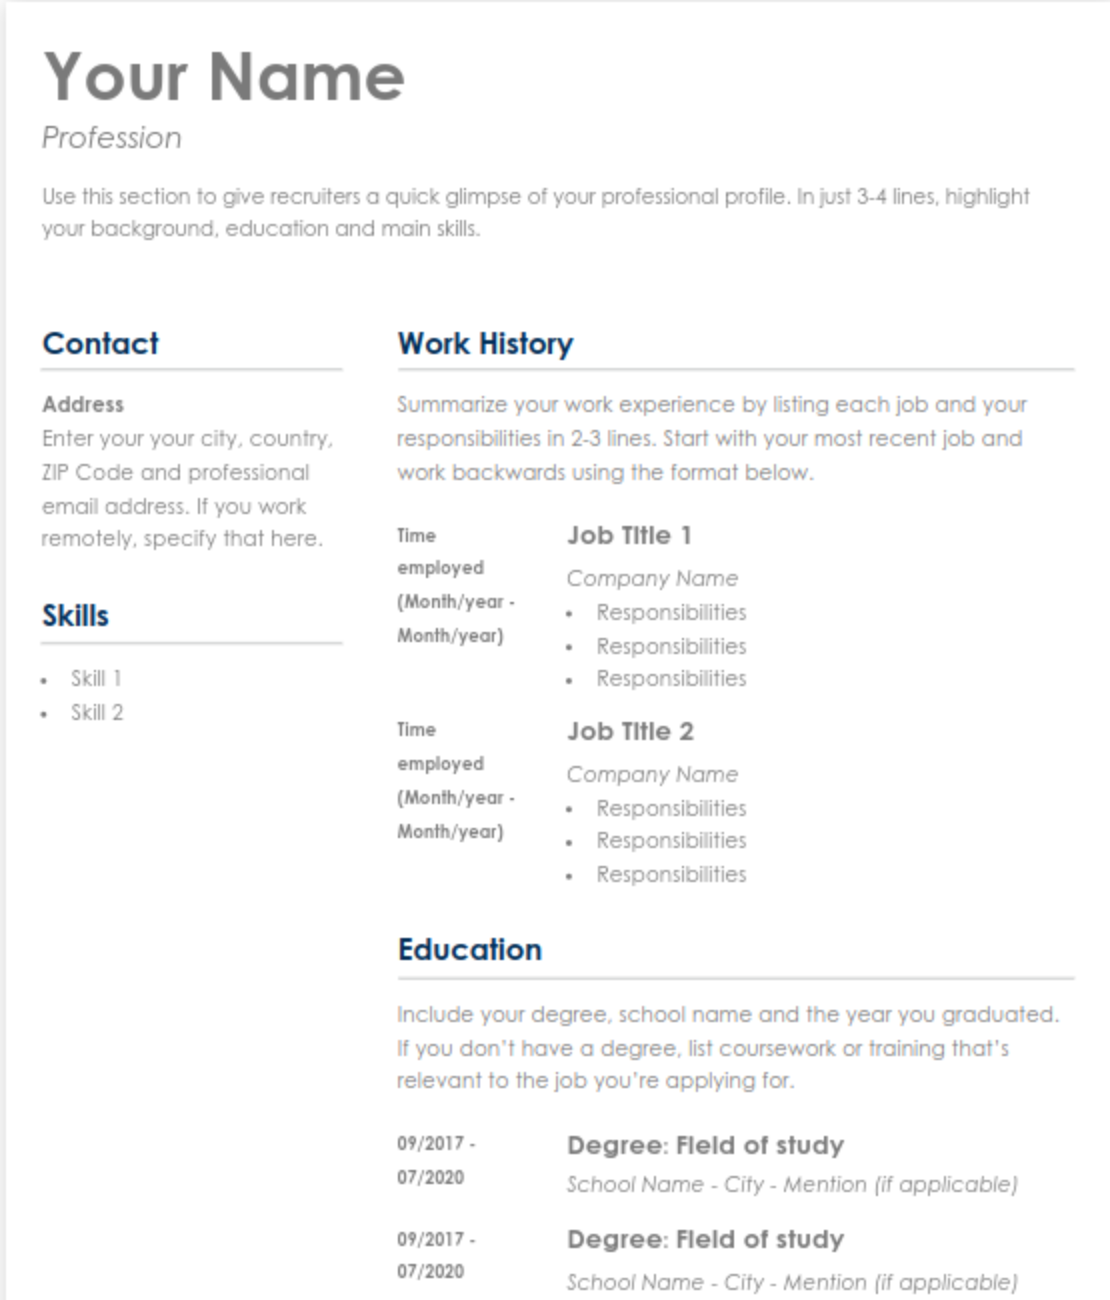 Your Name
Profession
Use this section to give recruiters a quick glimpse of your professional profile. In just 3-4 lines, highlight
your background, education and main skills.
Contact
Address
Enter your your city, country,
ZIP Code and professional
email address. If you work
remotely, specify that here.
Skills
• Skill 1
• Skill 2
Work History
Summarize your work experience by listing each job and your
responsibilities in 2-3 lines. Start with your most recent job and
work backwards using the format below.
Time
employed
(Month/year -
Month/year)
Job Title 1
Company Name
• Responsibilities
• Responsibilities
• Responsibilities
Time
employed
(Month/year -
Month/year)
Job Title 2
Company Name
• Responsibilities
• Responsibilities
• Responsibilities
Education
Include your degree, school name and the year you graduated.
If you don’t have a degree, list coursework or training that’s
relevant to the job you’re applying for.
09/2017 -
07/2020
Degree: Field of study
School Name - City - Mention (if applicable)
09/2017 -
07/2020
Degree: Field of study
School Name - City - Mention (if applicable)